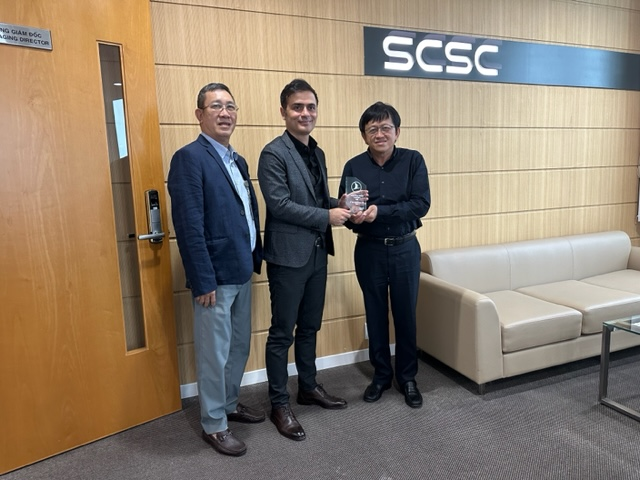 NG GIÁM ĐỐC
AGING DIRECTOR
SCSC